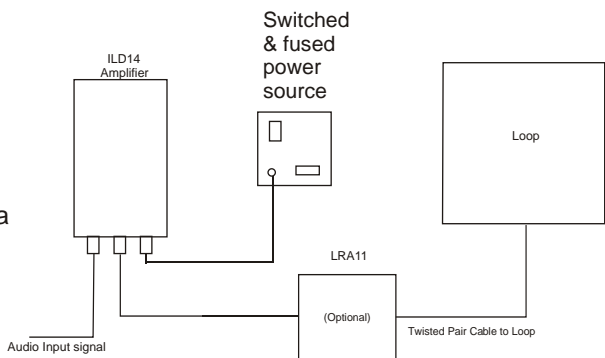 Switched
& fused
power
source
ILD14
Amplifier
Loop
a
LRA11
(Optional)
Twisted Pair Cable to Loop
Audio Input signal